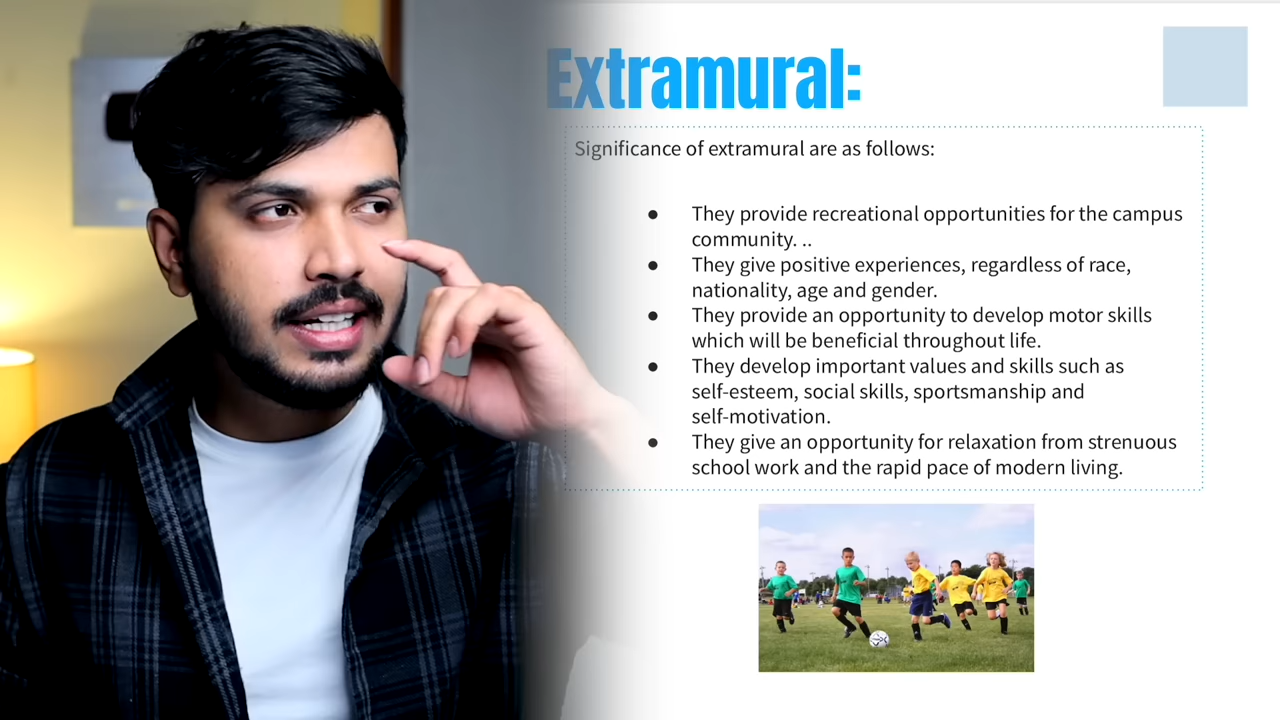 Extramural:
Significance of extramural are as follows:
● They provide recreational opportunities for the campus
community. ..
● They give positive experiences, regardless of race,
nationality, age and gender.
● They provide an opportunity to develop motor skills
which will be beneficial throughout life.
● They develop important values and skills such as
self-esteem, social skills, sportsmanship and
self-motivation.
● They give an opportunity for relaxation from strenuous
school work and the rapid pace of modern living.